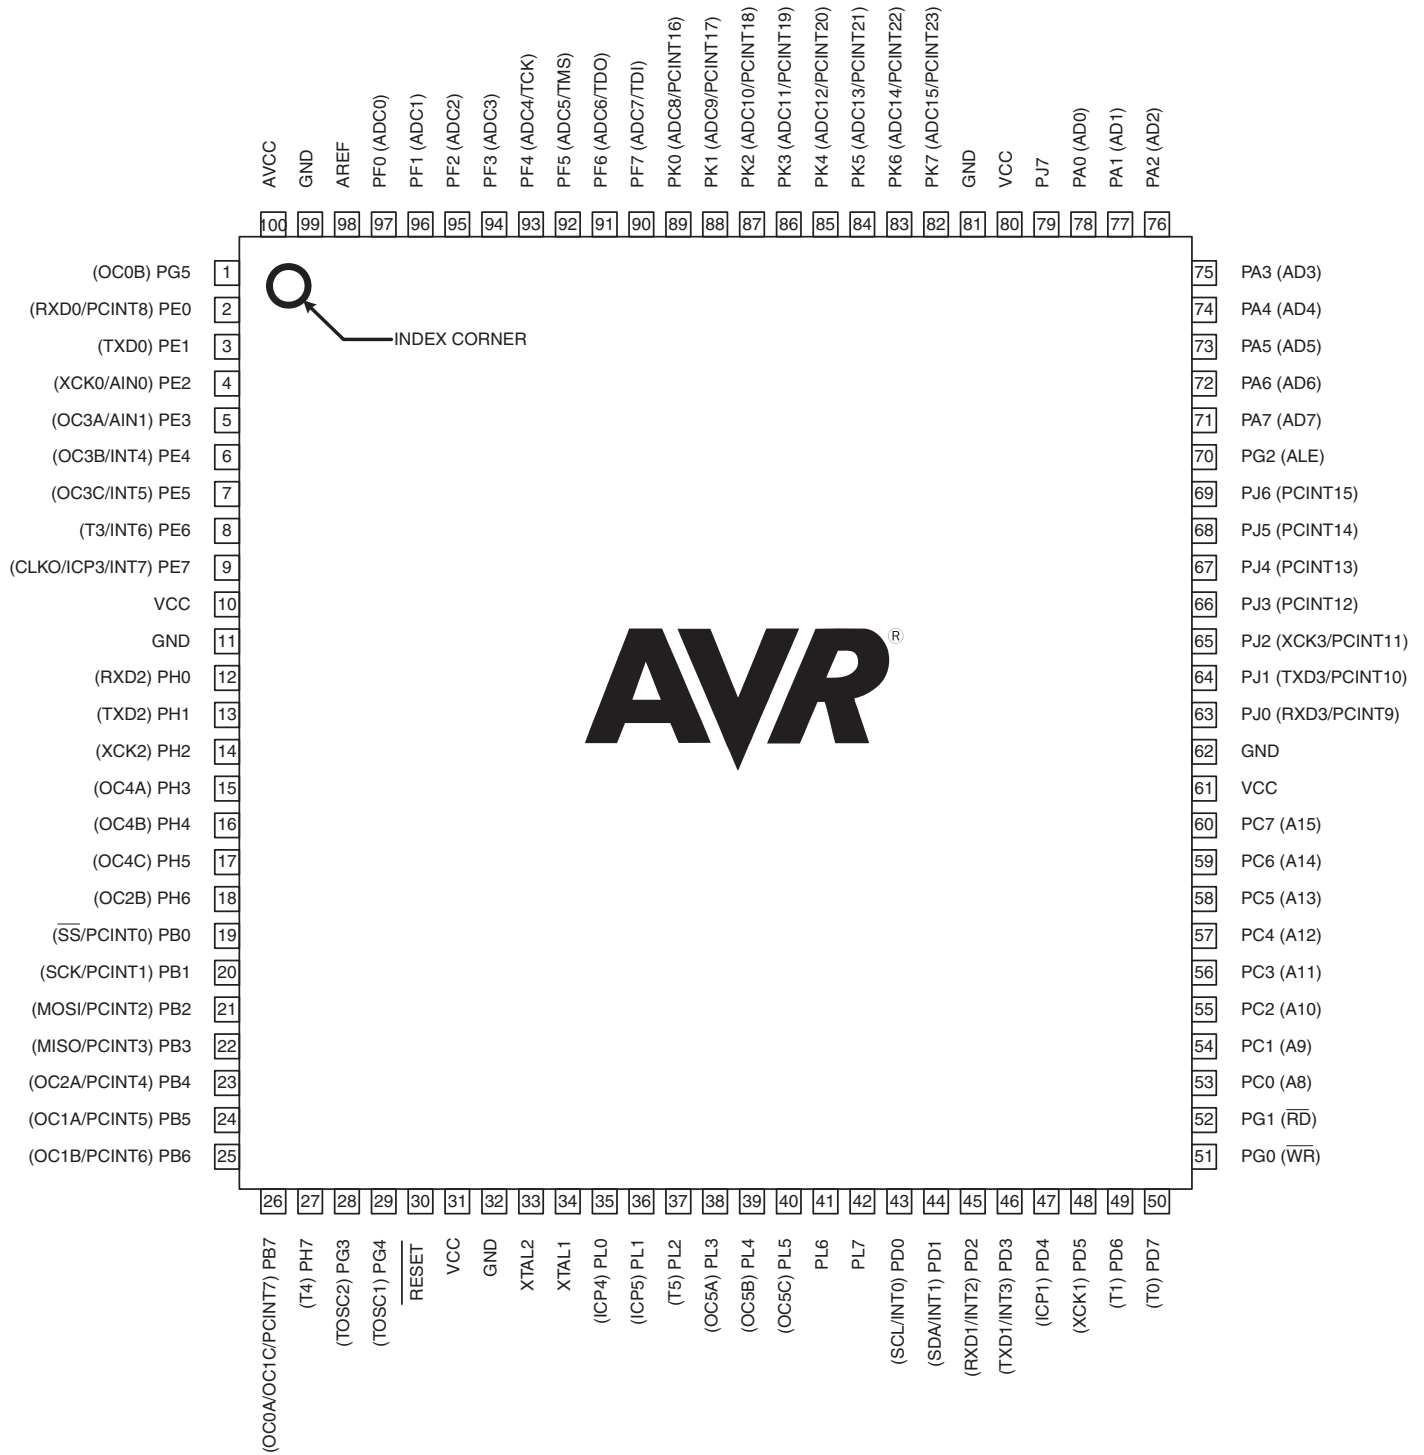 AVCC
GND
AREF
PF0 (ADC0)
PF1 (ADC1)
PF2 (ADC2)
PF3 (ADC3)
PF4 (ADC4/TCK)
PF5 (ADC5/TMS)
PF6 (ADC6/TDO)
PF7 (ADC7/TDI)
PK0 (ADC8/PCINT16)
PK1 (ADC9/PCINT17)
PK2 (ADC10/PCINT18)
PK3 (ADC11/PCINT19)
PK4 (ADC12/PCINT20)
PK5 (ADC13/PCINT21)
PK6 (ADC14/PCINT22)
PK7 (ADC15/PCINT23)
GND
VCC
PJ7
PA0 (AD0)
PA1 (AD1)
PA2 (AD2)
100 99 98 97 96 95 94 93 92 91 90 89 88 87 86 85 84 83 82 81 80 79 78 77 76
(OC0B) PG5 1
(RXD0/PCINT8) PE0 2
(TXD0) PE1 3
(XCK0/AIN0) PE2 4
(OC3A/AIN1) PE3 5
(OC3B/INT4) PE4 6
(OC3C/INT5) PE5 7
(T3/INT6) PE6 8
(CLKO/ICP3/INT7) PE7 9
VCC 10
GND 11
(RXD2) PH0 12
(TXD2) PH1 13
(XCK2) PH2 14
(OC4A) PH3 15
(OC4B) PH4 16
(OC4C) PH5 17
(OC2B) PH6 18
(SS/PCINT0) PB0 19
(SCK/PCINT1) PB1 20
(MOSI/PCINT2) PB2 21
(MISO/PCINT3) PB3 22
(OC2A/PCINT4) PB4 23
(OC1A/PCINT5) PB5 24
(OC1B/PCINT6) PB6 25
INDEX CORNER
AVR®
75 PA3 (AD3)
74 PA4 (AD4)
73 PA5 (AD5)
72 PA6 (AD6)
71 PA7 (AD7)
70 PG2 (ALE)
69 PJ6 (PCINT15)
68 PJ5 (PCINT14)
67 PJ4 (PCINT13)
66 PJ3 (PCINT12)
65 PJ2 (XCK3/PCINT11)
64 PJ1 (TXD3/PCINT10)
63 PJ0 (RXD3/PCINT9)
62 GND
61 VCC
60 PC7 (A15)
59 PC6 (A14)
58 PC5 (A13)
57 PC4 (A12)
56 PC3 (A11)
55 PC2 (A10)
54 PC1 (A9)
53 PC0 (A8)
52 PG1 (RD)
51 PG0 (WR)
26 27 28 29 30 31 32 33 34 35 36 37 38 39 40 41 42 43 44 45 46 47 48 49 50
(OC0A/OC1C/PCINT7) PB7
(T4) PH7
(TOSC2) PG3
(TOSC1) PG4
RESET
VCC
GND
XTAL2
XTAL1
(ICP4) PL0
(ICP5) PL1
(T5) PL2
(OC5A) PL3
(OC5B) PL4
(OC5C) PL5
PL6
PL7
(SCL/INT0) PD0
(SDA/INT1) PD1
(RXD1/INT2) PD2
(TXD1/INT3) PD3
(ICP1) PD4
(XCK1) PD5
(T1) PD6
(T0) PD7